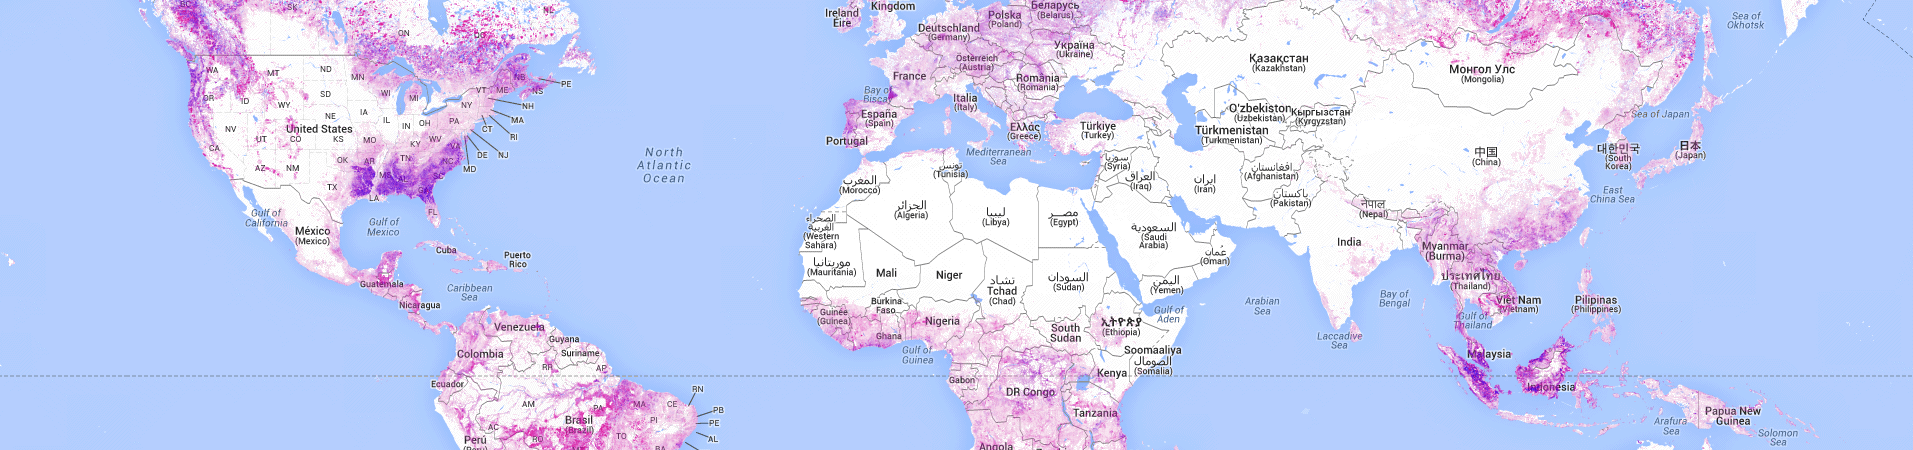 BC
SK
ON
QC
NL
WA
MT
ND
MN
OR
ID
SD
WI
MI
VT
ME
NB
PE
NS
WY
NY
NH
MA
NE
IA
NV
United States
IL
IN
OH
PA
CT
RI
UT
CO
KS
MO
WV
VA
KY
DE
NJ
MD
CA
AZ
NM
OK
AR
TN
NC
SC
MS
AL
GA
TX
LA
FL
Gulf of
California
Gulf of
Mexico
México
(Mexico)
Cuba
Puerto
Rico
Guatemala
Caribbean
Sea
Nicaragua
Venezuela
Guyana
Suriname
Colombia
RR
AP
Ecuador
AM
PA
MA
CE
RN
PB
PE
AL
AC
Brasil
(Brazil)
PI
RO
TO
BA
Perú
(Peru)
North
Atlantic
Ocean
Ireland
Éire
Kingdom
Polska
(Poland)
Беларусь
(Belarus)
Deutschland
(Germany)
Україна
(Ukraine)
Österreich
(Austria)
France
Romania
(Romania)
Bay of
Biscay
Italia
(Italy)
España
(Spain)
Portugal
Ελλάς
(Greece)
Türkiye
(Turkey)
Mediterranean
Sea
تونس
(Tunisia)
سوريا
(Syria)
العراق
(Iraq)
ایران
(Iran)
المغرب
(Morocco)
الجزائر
(Algeria)
ليبيا
(Libya)
مصر
(Egypt)
الصحراء
الغربية
(Western
Sahara)
السعودية
(Saudi
Arabia)
عُمان
(Oman)
موريتانيا
(Mauritania)
Mali
Niger
تشاد
Tchad
(Chad)
السودان
(Sudan)
اليمن
(Yemen)
Burkina
Faso
Guinée
(Guinea)
Nigeria
Ghana
Gulf of
Guinea
South
Sudan
ኢትዮጵያ
(Ethiopia)
Gulf of
Aden
Soomaaliya
الصومال
(Somalia)
Gabon
DR Congo
Kenya
Tanzania
Angola
Қазақстан
(Kazakhstan)
Монгол Улс
(Mongolia)
O'zbekiston
(Uzbekistan)
Кыргызстан
(Kyrgyzstan)
Türkmenistan
(Turkmenistan)
افغانستان
(Afghanistan)
پاکستان
(Pakistan)
नेपाल
(Nepal)
中国
(China)
India
Arabian
Sea
Bay of
Bengal
Laccadive
Sea
Sea of
Okhotsk
Sea of Japan
대한민국
(South
Korea)
日本
(Japan)
East
China Sea
Myanmar
(Burma)
ประเทศไทย
(Thailand)
Việt Nam
(Vietnam)
Gulf of
Thailand
Pilipinas
(Philippines)
Malaysia
Indonesia
Papua New
Guinea
Arafura
Sea
Solomon
Sea